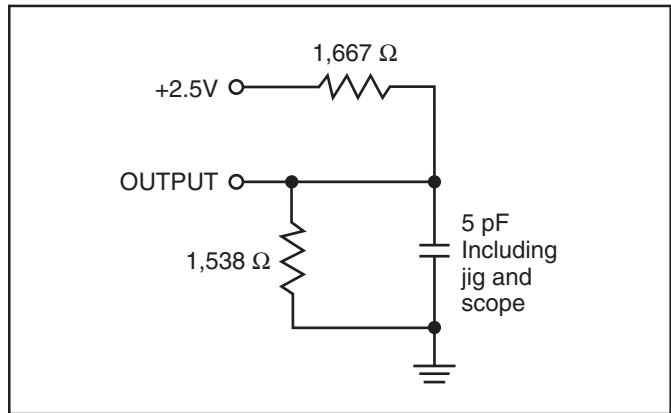 1,667 Ω
+2.5V
OUTPUT
1,538 Ω
5 pF
Including
jig and
scope